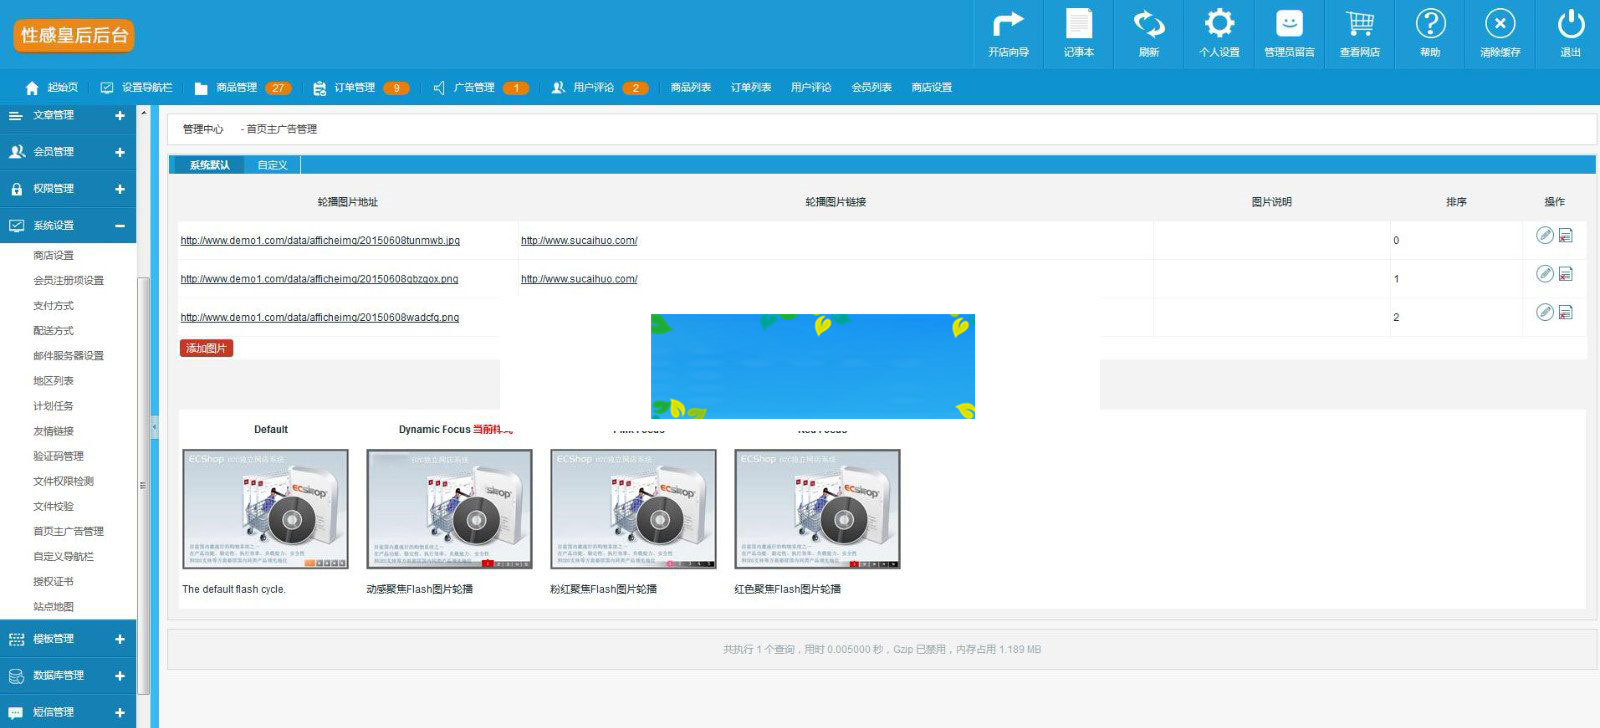 性感皇后后台
开店向导
记事本
刷新
个人设置
管理员留言
查看网店
帮助
清除缓存
退出
起始页
设置导航栏
商品管理 27
订单管理 9
广告管理 1
用户评论 2
商品列表
订单列表
用户评论
会员列表
商店设置
文章管理
会员管理
权限管理
系统设置
商店设置
会员注册项设置
支付方式
配送方式
邮件服务器设置
地区列表
计划任务
友情链接
验证码管理
文件权限检测
文件校验
首页主广告管理
自定义导航栏
授权证书
站点地图
模板管理
数据库管理
短信管理
管理中心 - 首页主广告管理
系统默认 自定义
轮播图片地址 轮播图片链接 图片说明 排序 操作
http://www.demo1.com/data/afficheimg/20150608tunmwb.jpg http://www.sucaihuo.com/ 0
http://www.demo1.com/data/afficheimg/20150608qbzqox.png http://www.sucaihuo.com/ 1
http://www.demo1.com/data/afficheimg/20150608wadcfq.png 2
添加图片
Default
Dynamic Focus 当前样式
ECShop
ECShop
ECShop
The default flash cycle.
动感聚焦Flash图片轮播
粉红聚焦Flash图片轮播
红色聚焦Flash图片轮播
共执行 1 个查询，用时 0.005000 秒，Gzip 已禁用，内存占用 1.189 MB